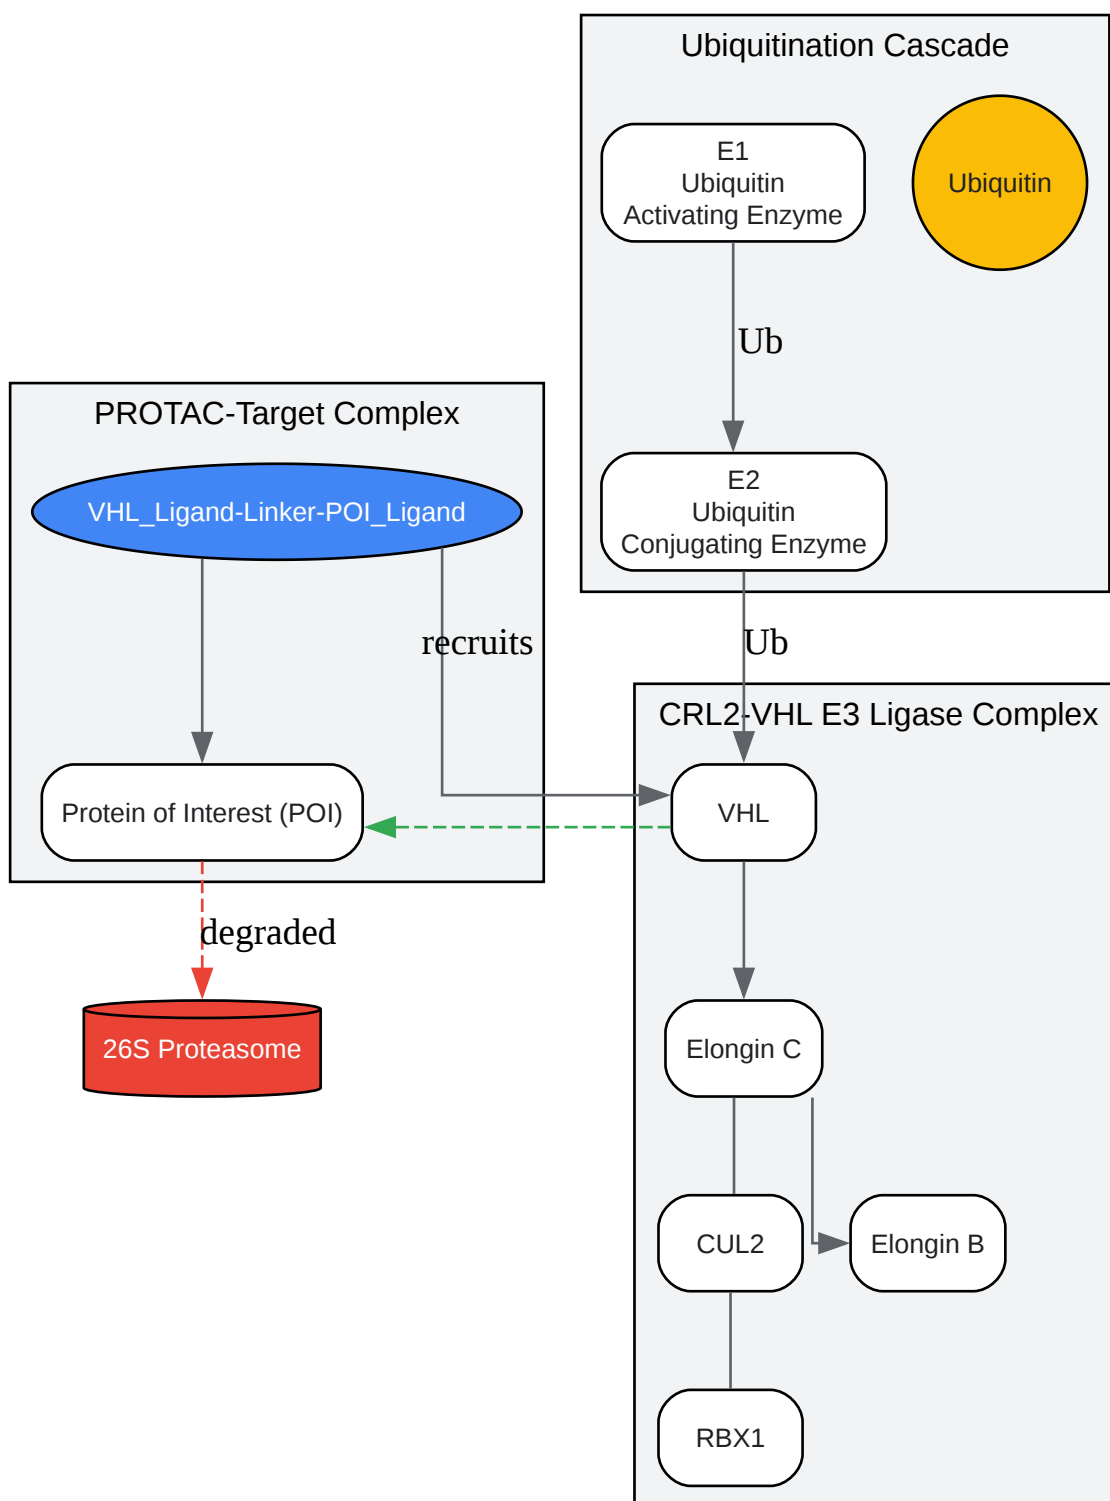 Ubiquitination Cascade
E1
Ubiquitin
Activating Enzyme
Ubiquitin
Ub
PROTAC-Target Complex
VHL_Ligand-Linker-POI_Ligand
E2
Ubiquitin
Conjugating Enzyme
recruits
Ub
CRL2-VHL E3 Ligase Complex
Protein of Interest (POI)
VHL
degraded
26S Proteasome
Elongin C
CUL2
Elongin B
RBX1